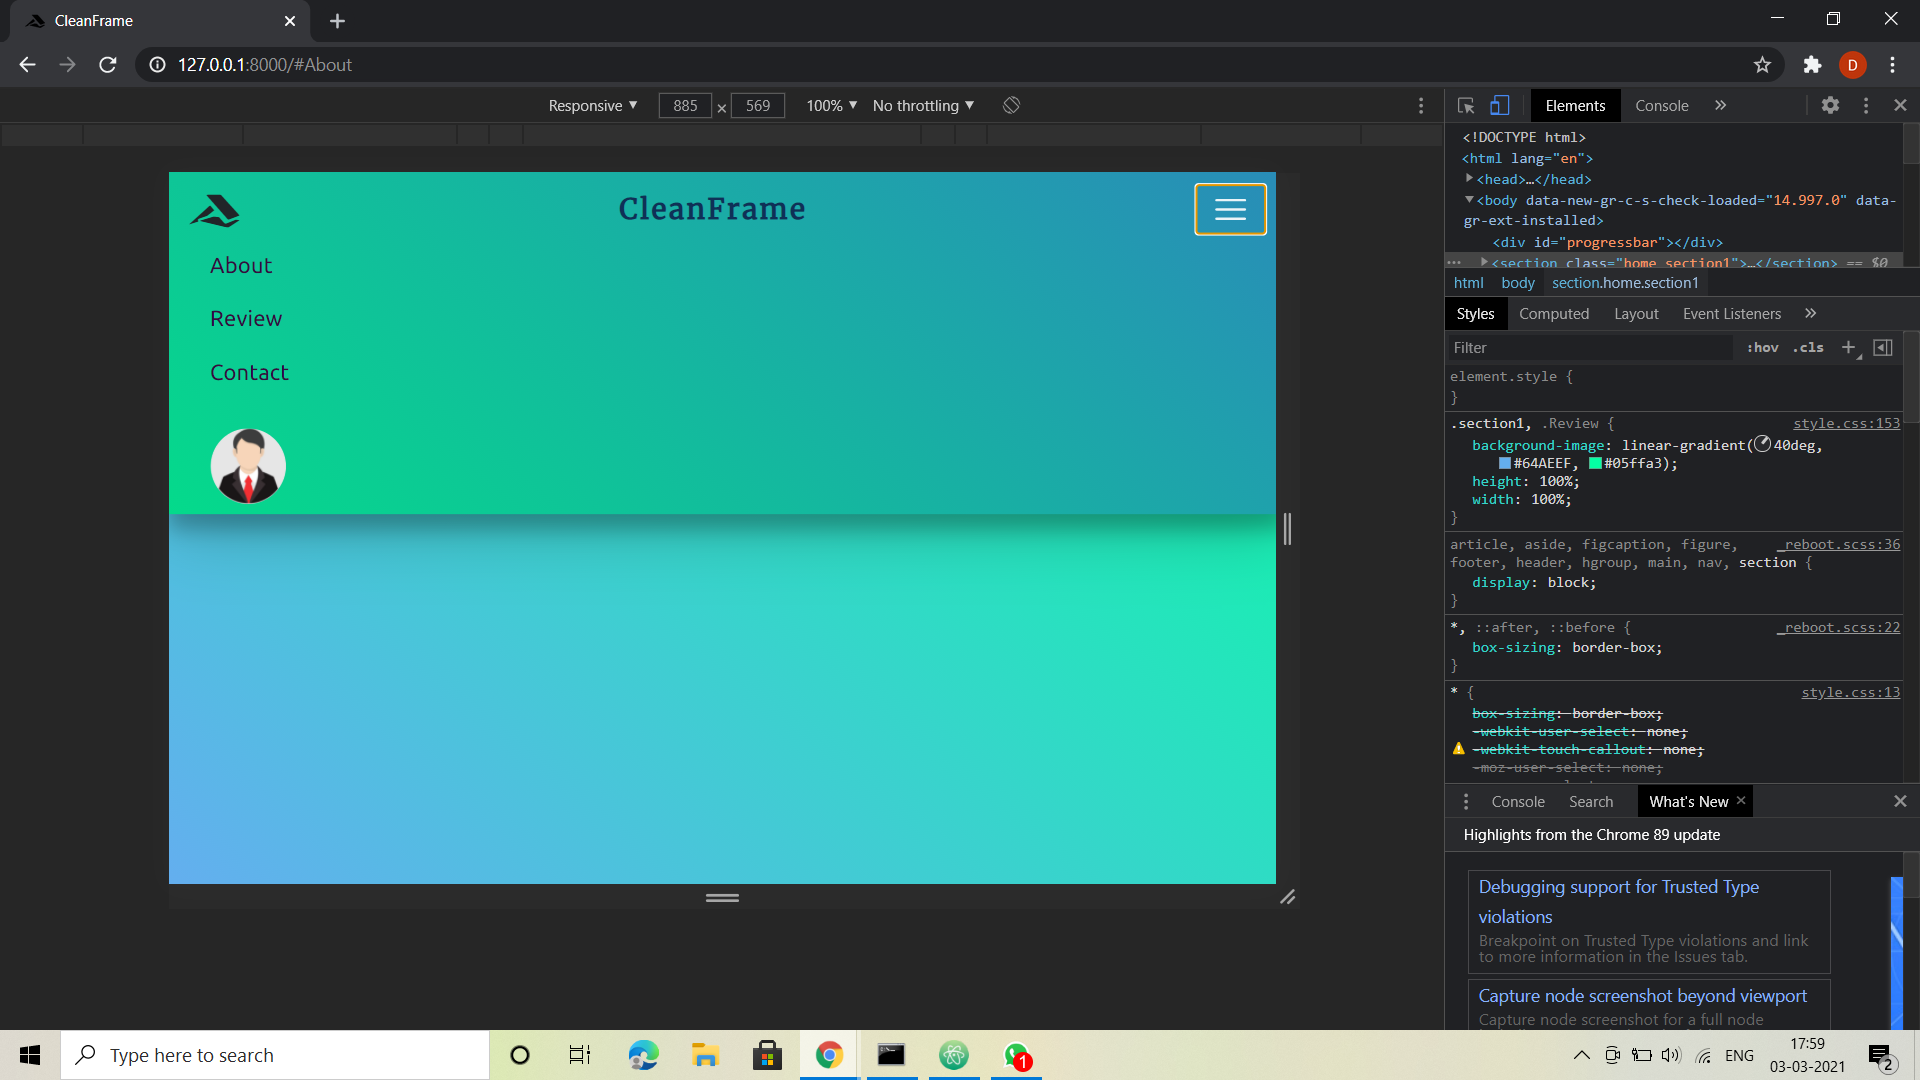 CleanFrame
127.0.0.1:8000/#About
D
Responsive ▼ 885 × 569 100% ▼ No throttling ▼
Elements Console »
<!DOCTYPE html>
<html lang="en">
<head>…</head>
<body data-new-gr-c-s-check-loaded="14.997.0" data-
gr-ext-installed>
<div id="progressbar"></div>
<section class="home section1">…</section> == $0
html body section.home.section1
Styles Computed Layout Event Listeners »
Filter :hov .cls +
element.style {
}
.section1, .Review { style.css:153
background-image: linear-gradient(40deg,
#64AEEF, #05ffa3);
height: 100%;
width: 100%;
}
article, aside, figcaption, figure, _reboot.scss:36
footer, header, hgroup, main, nav, section {
display: block;
}
*, ::after, ::before { _reboot.scss:22
box-sizing: border-box;
}
* { style.css:13
box-sizing: border-box;
-webkit-user-select: none;
-webkit-touch-callout: none;
-moz-user-select: none;
Console Search What's New
Highlights from the Chrome 89 update
Debugging support for Trusted Type
violations
Breakpoint on Trusted Type violations and link
to more information in the Issues tab.
Capture node screenshot beyond viewport
Capture node screenshot for a full node
CleanFrame
About
Review
Contact
Type here to search
1
ENG
17:59
03-03-2021
2